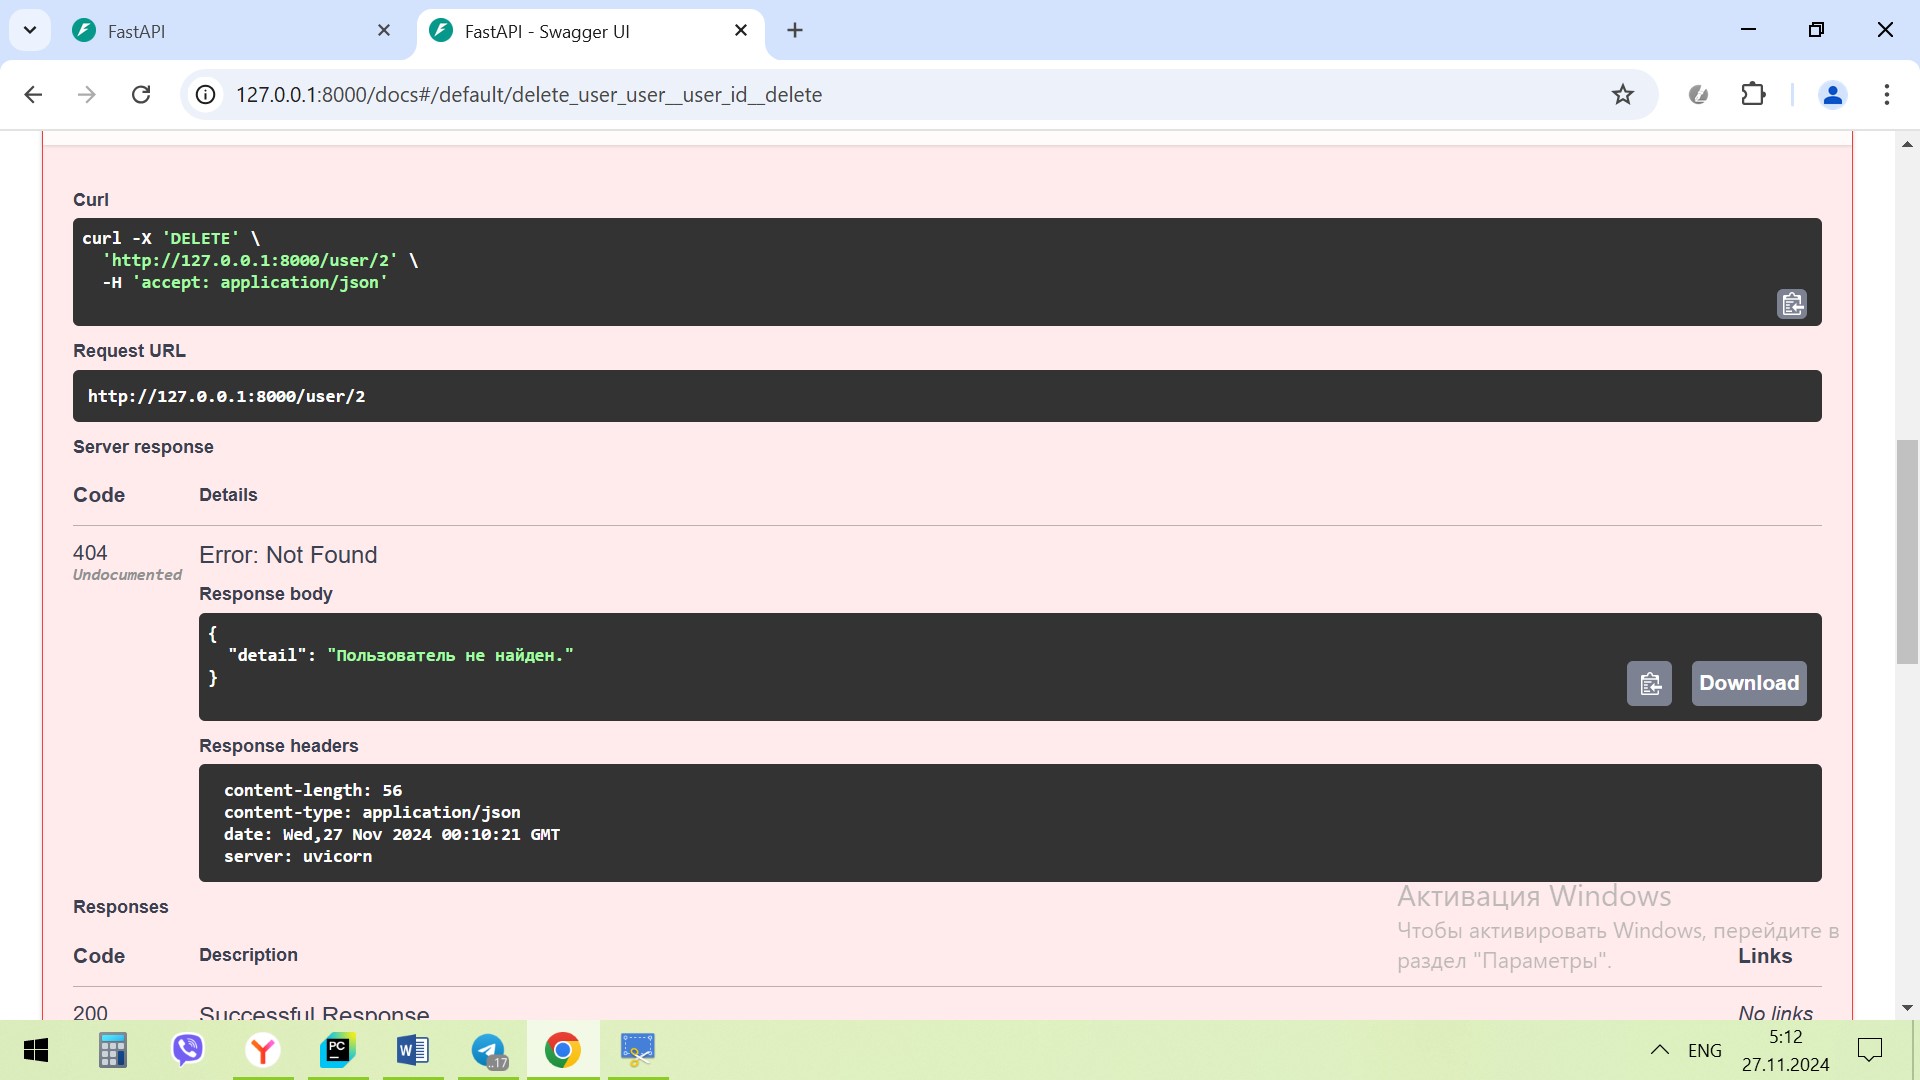 FastAPI
FastAPI - Swagger UI
127.0.0.1:8000/docs#/default/delete_user_user__user_id__delete
Curl
curl -X 'DELETE' \
'http://127.0.0.1:8000/user/2' \
-H 'accept: application/json'
Request URL
http://127.0.0.1:8000/user/2
Server response
Code Details
404 Error: Not Found
Undocumented
Response body
{
"detail": "Пользователь не найден."
}
Download
Response headers
content-length: 56
content-type: application/json
date: Wed,27 Nov 2024 00:10:21 GMT
server: uvicorn
Responses
Активация Windows
Чтобы активировать Windows, перейдите в
раздел "Параметры".
Code Description Links
200 Successful Response No links
PC
W
..17
ENG
5:12
27.11.2024